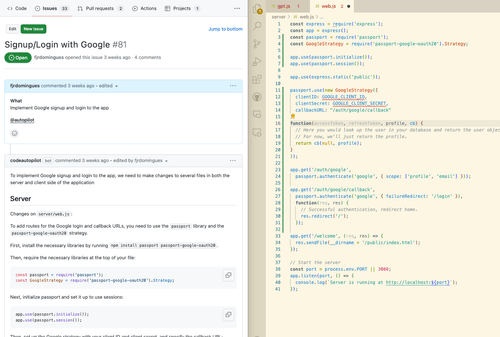 Code
Issues 33
Pull requests 2
Actions
Projects 1
Edit
New issue
Jump to bottom
Signup/Login with Google #81
Open
fjrdomingues opened this issue 3 weeks ago · 4 comments
fjrdomingues commented 3 weeks ago · edited
What
Implement Google signup and login to the app
@autopilot
codeautopilot bot commented 3 weeks ago · edited by fjrdomingues
To implement Google signup and login to the app, we need to make changes to several files in both the
server and client side of the application
Server
Changes on server/web.js :
To add routes for the Google login and callback URLs, you need to use the passport library and the
passport-google-oauth20 strategy.
First, install the necessary libraries by running npm install passport passport-google-oauth20 .
Then, require the necessary libraries at the top of your file:
const passport = require('passport');
const GoogleStrategy = require('passport-google-oauth20').Strategy;
Next, initialize passport and set it up to use sessions:
app.use(passport.initialize());
app.use(passport.session());
gpt.js 1
web.js 2
server > web.js > ...
1 const express = require('express');
2 const app = express();
3 const passport = require('passport');
4 const GoogleStrategy = require('passport-google-oauth20').Strategy;
5
6 app.use(passport.initialize());
7 app.use(passport.session());
8
9 app.use(express.static('public'));
10
11 passport.use(new GoogleStrategy({
12 clientID: GOOGLE_CLIENT_ID,
13 clientSecret: GOOGLE_CLIENT_SECRET,
14 callbackURL: "/auth/google/callback"
15 },
16 function(accessToken, refreshToken, profile, cb) {
17 // Here you would look up the user in your database and return the user objec
18 // For now, we'll just return the profile.
19 return cb(null, profile);
20 }
21 ));
22
23 app.get('/auth/google',
24 passport.authenticate('google', { scope: ['profile', 'email'] }));
25
26 app.get('/auth/google/callback',
27 passport.authenticate('google', { failureRedirect: '/login' }),
28 function(req, res) {
29 // Successful authentication, redirect home.
30 res.redirect('/');
31 });
32
33 app.get('/welcome', (req, res) => {
34 res.sendFile(__dirname + '/public/index.html');
35 });
36
37 // Start the server
38 const port = process.env.PORT || 3000;
39 app.listen(port, () => {
40 console.log(`Server is running at http://localhost:${port}`);
41 });